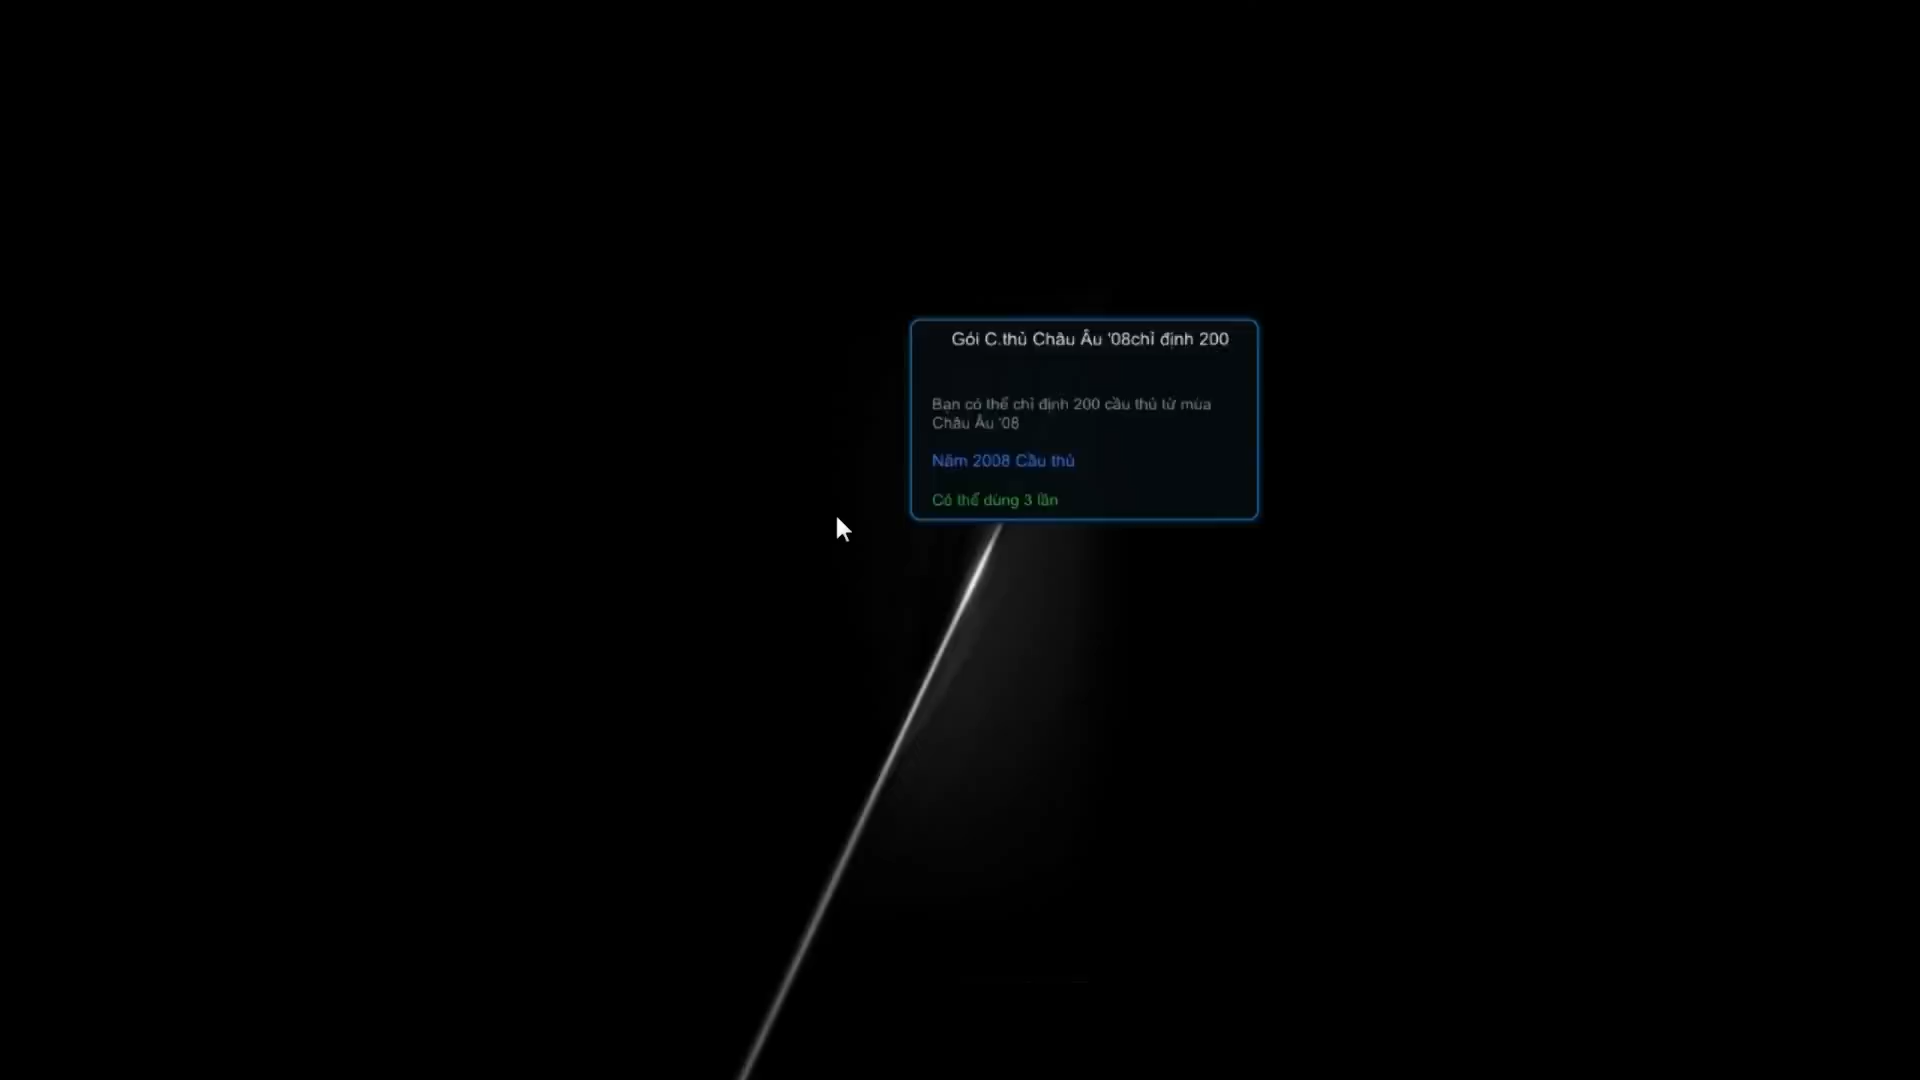 Gói C.thủ Châu Âu '08chỉ định 200
Bạn có thể chỉ định 200 cầu thủ từ mùa
Châu Âu '08
Năm 2008 Cầu thủ
Có thể dùng 3 lần